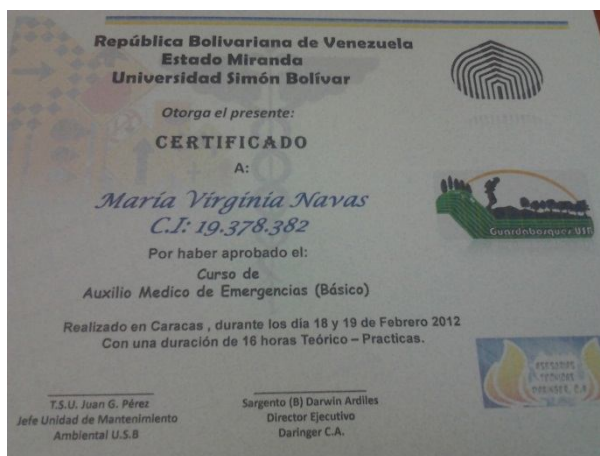 República Bolivariana de Venezuela
Estado Miranda
Universidad Simón Bolívar
Otorga el presente:
CERTIFICADO
A:
María Virginia Navas
C.I: 19.378.382
Por haber aprobado el:
Curso de
Auxilio Medico de Emergencias (Básico)
Realizado en Caracas , durante los dia 18 y 19 de Febrero 2012
Con una duración de 16 horas Teórico – Practicas.
Guardabosques USB
ASESORIAS
TECNICAS
DARINGER, C.A.
T.S.U. Juan G. Pérez
Jefe Unidad de Mantenimiento
Ambiental U.S.B
Sargento (B) Darwin Ardiles
Director Ejecutivo
Daringer C.A.